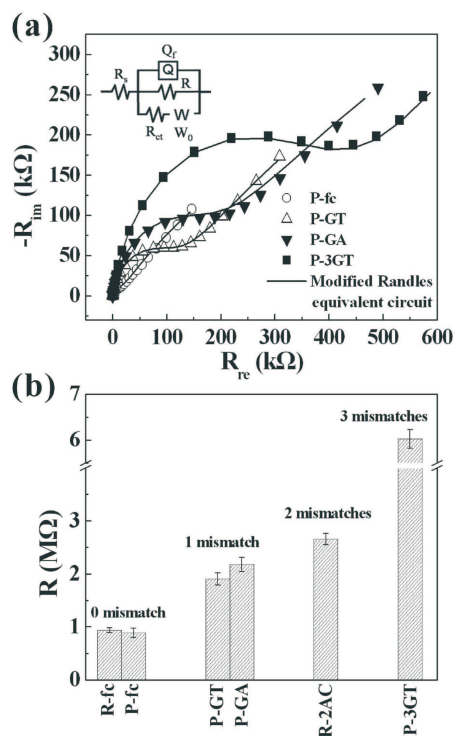 (a)
300
250
200
150
100
50
0
-R_im (kΩ)
R_s
Q_f
Q
R
R_ct
W
W_0
P-fc
P-GT
P-GA
P-3GT
Modified Randles
equivalent circuit
0 100 200 300 400 500 600
R_re (kΩ)
(b)
7
6
3
2
1
0
R (MΩ)
0 mismatch
1 mismatch
2 mismatches
3 mismatches
R-fc
P-fc
P-GT
P-GA
R-2AC
P-3GT